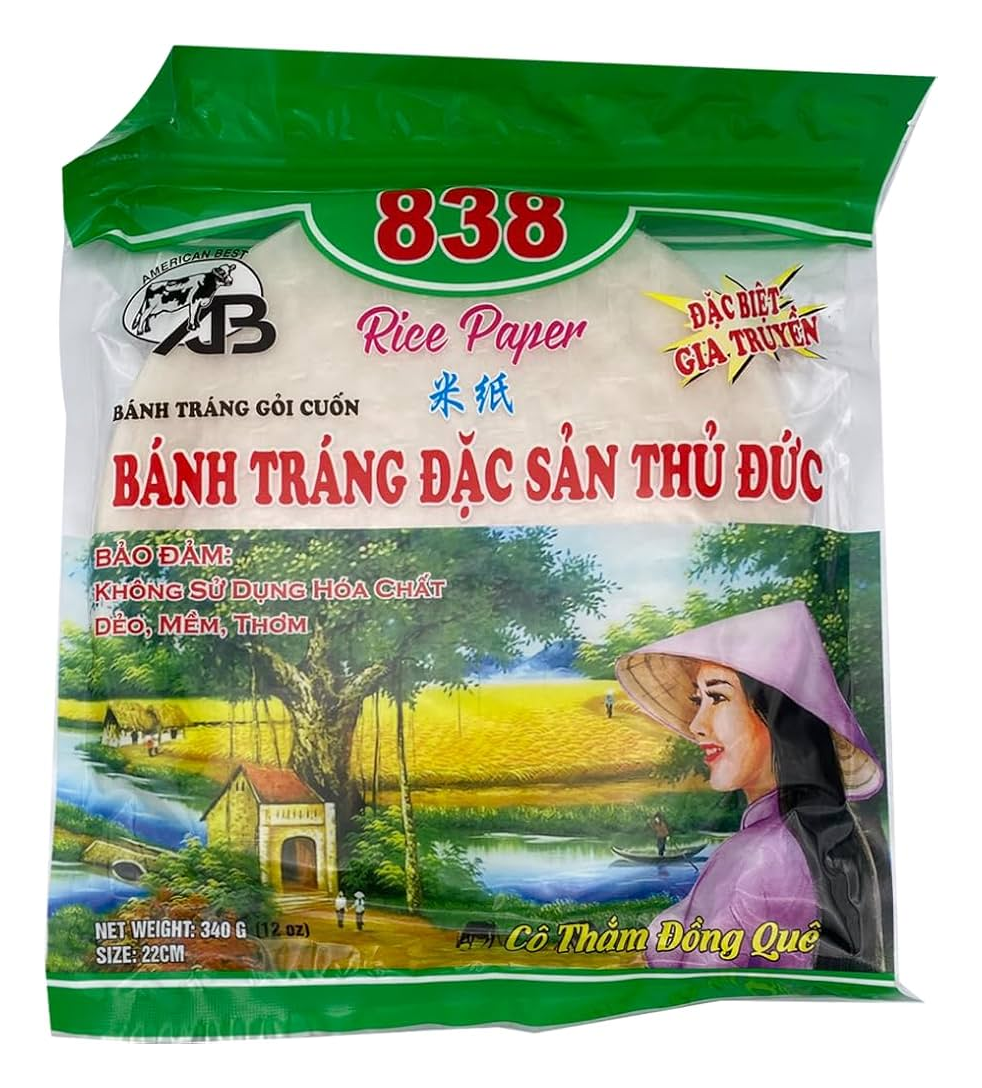 838
AMERICAN BEST
AB
Rice Paper
ĐẶC BIỆT
GIA TRUYỀN
米纸
BÁNH TRÁNG GỎI CUỐN
BÁNH TRÁNG ĐẶC SẢN THỦ ĐỨC
BẢO ĐẢM:
KHÔNG SỬ DỤNG HÓA CHẤT
DẺO, MỀM, THƠM
NET WEIGHT: 340 G (12 oz)
SIZE: 22CM
Cô Thắm Đồng Quê